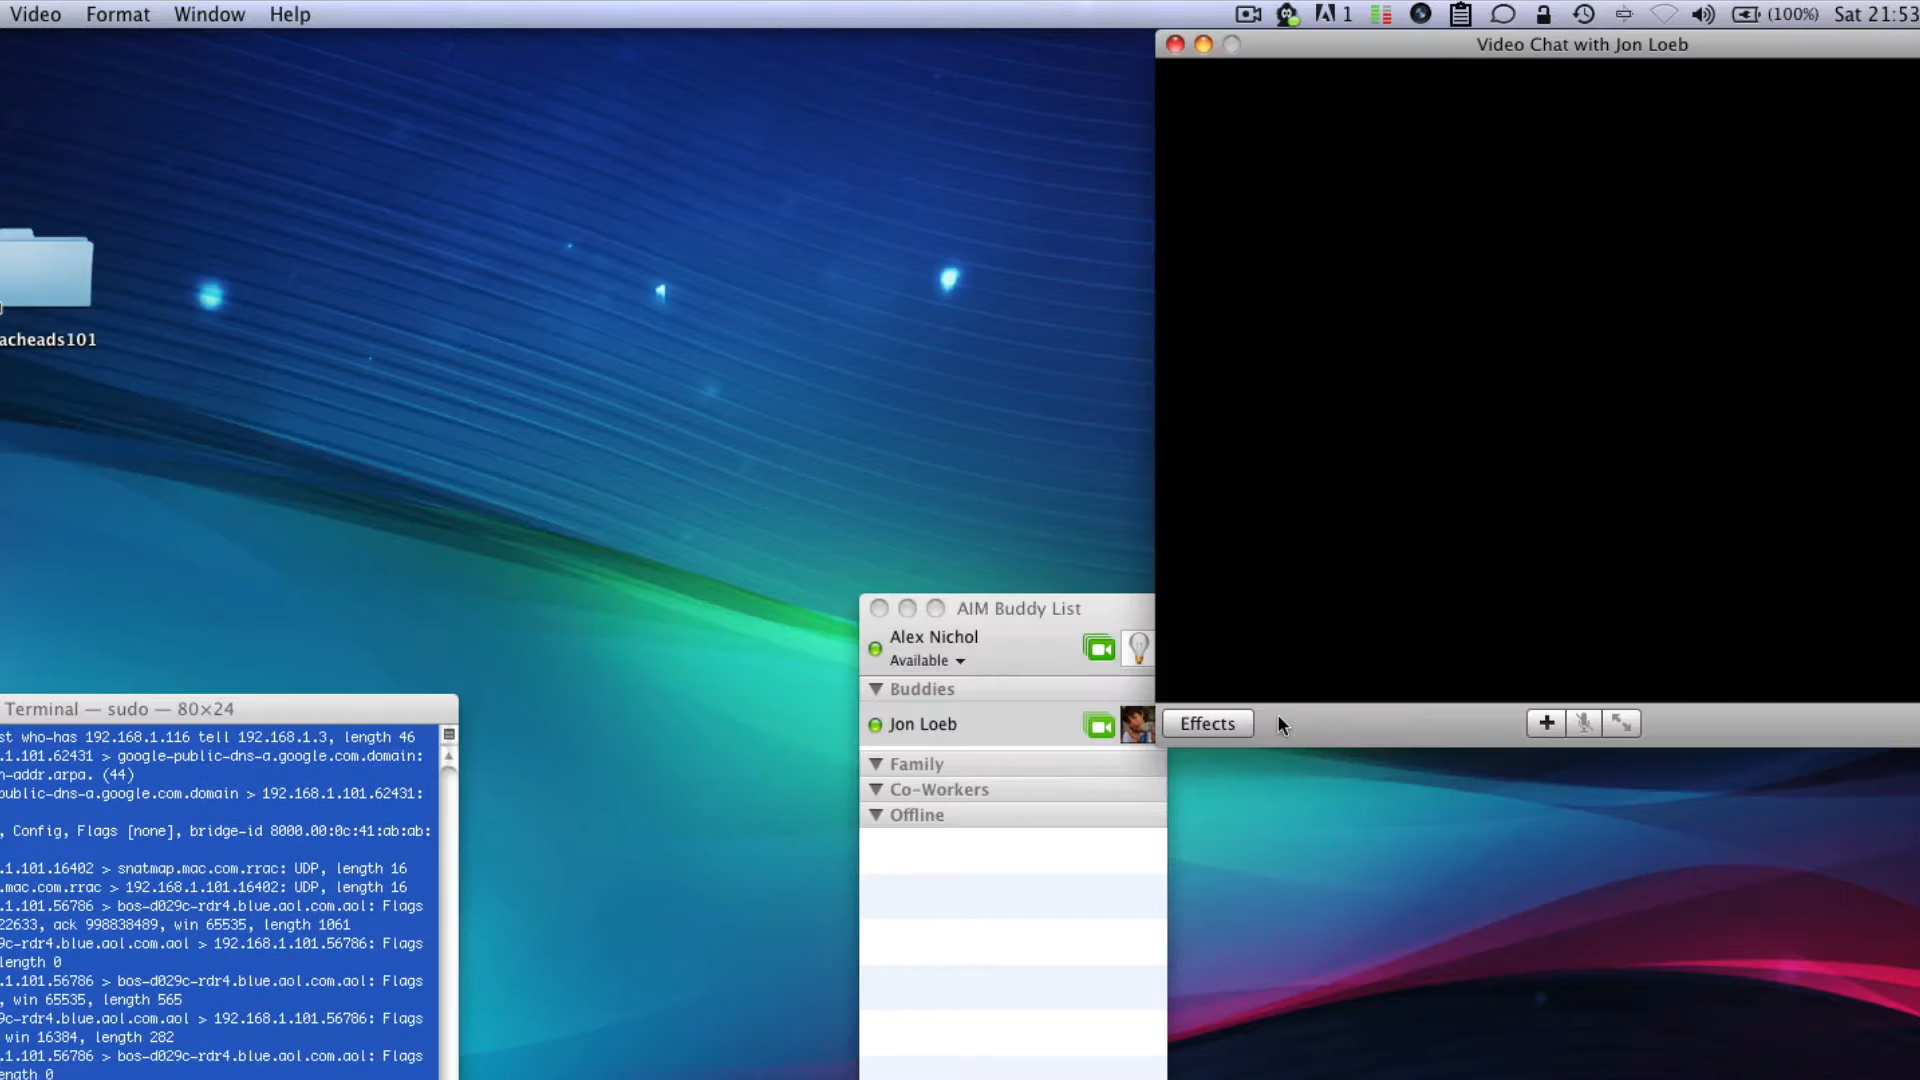 Video Format Window Help
1 (100%) Sat 21:53
Video Chat with Jon Loeb
acheads101
AIM Buddy List
Alex Nichol
Available
Buddies
Jon Loeb
Effects
Family
Co-Workers
Offline
Terminal — sudo — 80×24
st who-has 192.168.1.116 tell 192.168.1.3, length 46
.1.101.62431 > google-public-dns-a.google.com.domain:
n-addr.arpa. (44)
public-dns-a.google.com.domain > 192.168.1.101.62431:
, Config, Flags [none], bridge-id 8000.00:0c:41:ab:ab:
.1.101.16402 > snatmap.mac.com.rrac: UDP, length 16
.mac.com.rrac > 192.168.1.101.16402: UDP, length 16
.1.101.56786 > bos-d029c-rdr4.blue.aol.com.aol: Flags
22633, ack 998838489, win 65535, length 1061
9c-rdr4.blue.aol.com.aol > 192.168.1.101.56786: Flags
length 0
.1.101.56786 > bos-d029c-rdr4.blue.aol.com.aol: Flags
, win 65535, length 565
9c-rdr4.blue.aol.com.aol > 192.168.1.101.56786: Flags
win 16384, length 282
.1.101.56786 > bos-d029c-rdr4.blue.aol.com.aol: Flags
ength 0